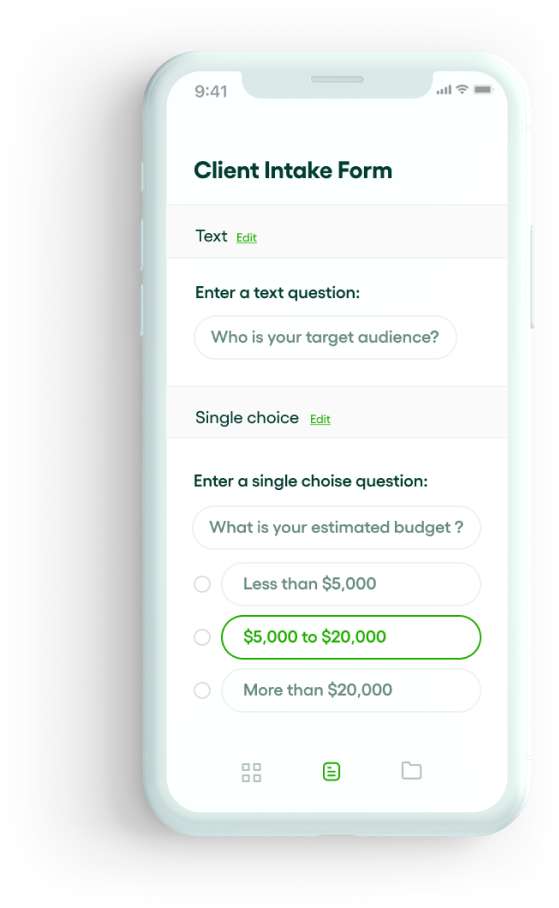 9:41
Client Intake Form
Text Edit
Enter a text question:
Who is your target audience?
Single choice Edit
Enter a single choise question:
What is your estimated budget ?
Less than $5,000
$5,000 to $20,000
More than $20,000